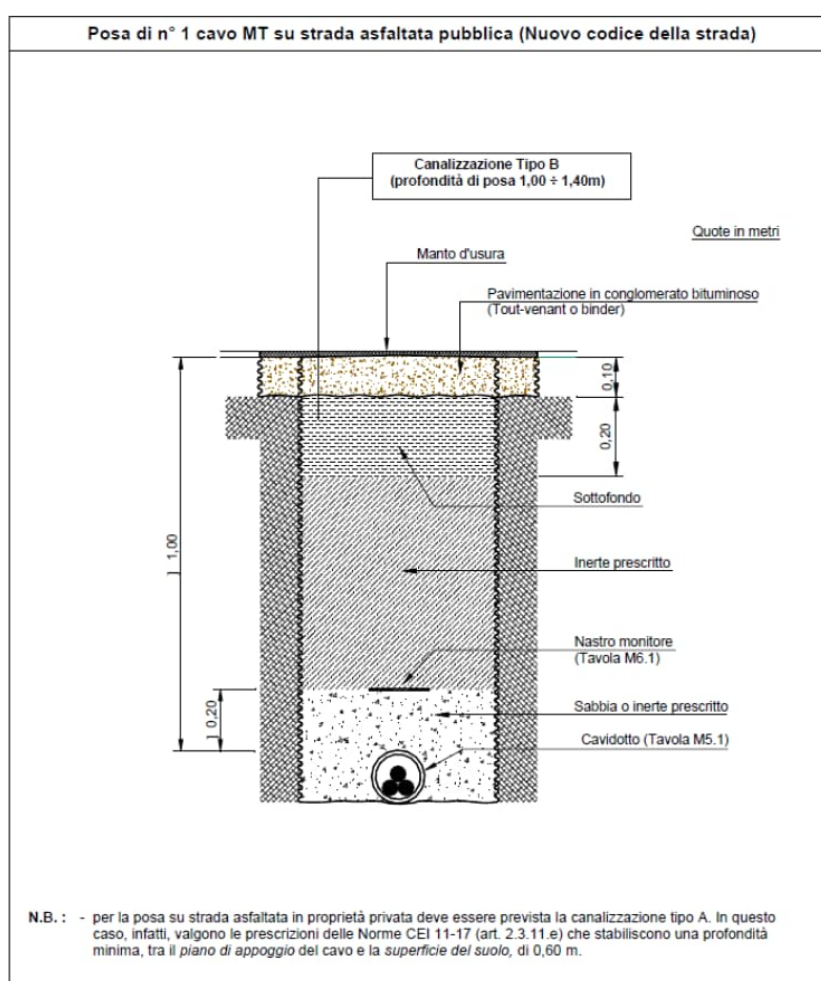 Posa di n° 1 cavo MT su strada asfaltata pubblica (Nuovo codice della strada)
Canalizzazione Tipo B
(profondità di posa 1,00 ÷ 1,40m)
Quote in metri
Manto d'usura
Pavimentazione in conglomerato bituminoso
(Tout-venant o binder)
0,10
0,20
Sottofondo
] 1,00
Inerte prescritto
Nastro monitore
(Tavola M6.1)
] 0,20
Sabbia o inerte prescritto
Cavidotto (Tavola M5.1)
N.B. : - per la posa su strada asfaltata in proprietà privata deve essere prevista la canalizzazione tipo A. In questo
caso, infatti, valgono le prescrizioni delle Norme CEI 11-17 (art. 2.3.11.e) che stabiliscono una profondità
minima, tra il piano di appoggio del cavo e la superficie del suolo, di 0,60 m.